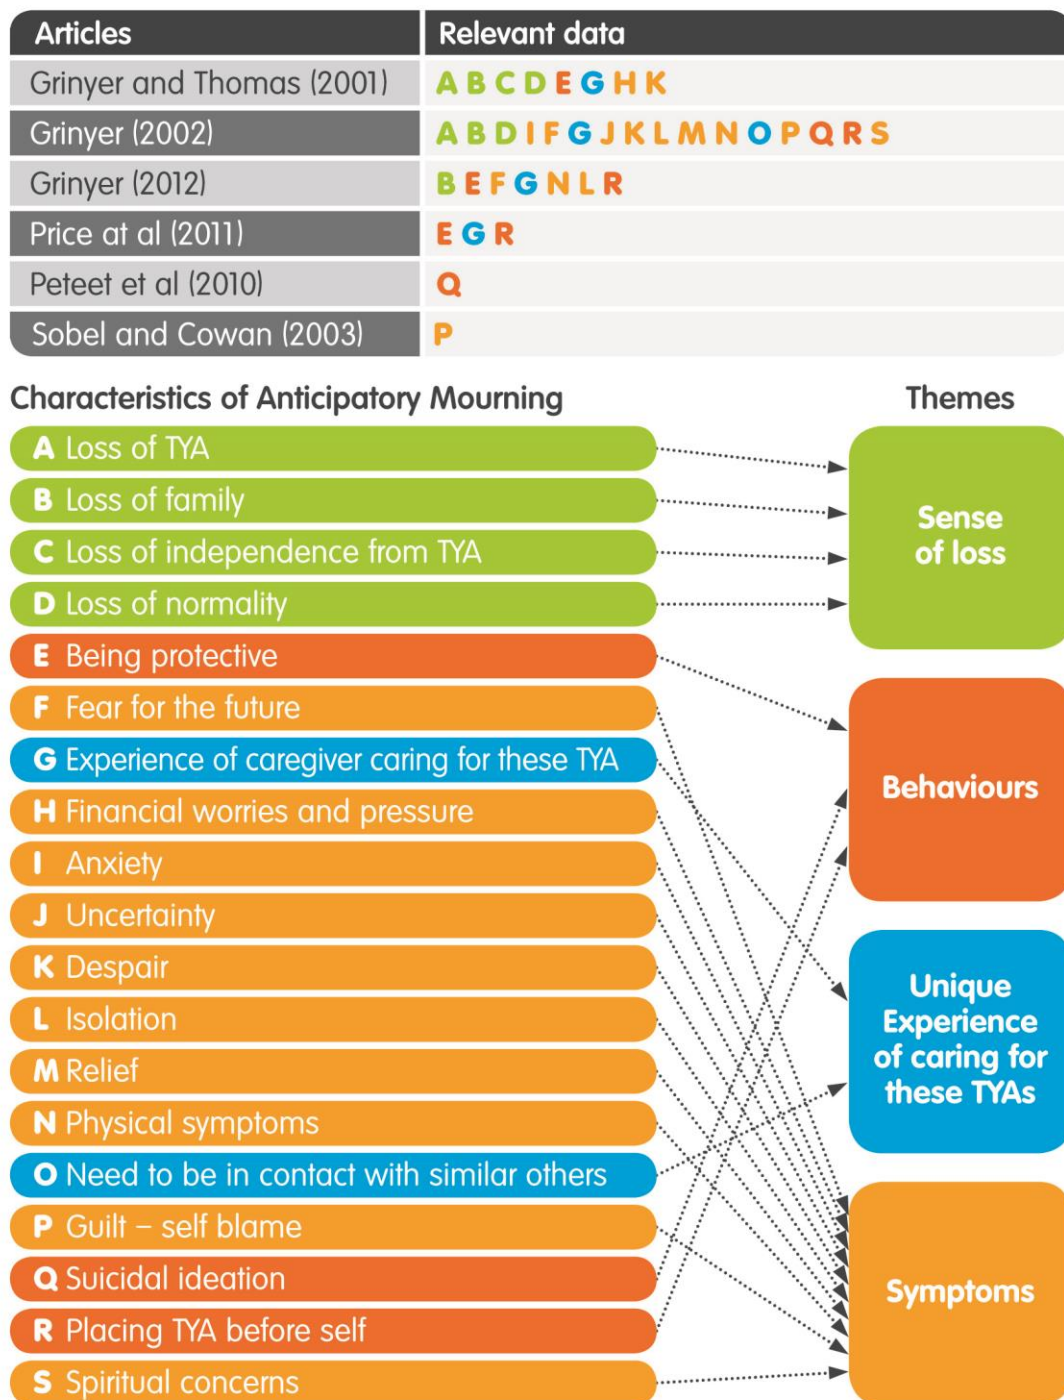 Articles Relevant data
Grinyer and Thomas (2001) A B C D E G H K
Grinyer (2002) A B D I F G J K L M N O P Q R S
Grinyer (2012) B E F G N L R
Price at al (2011) E G R
Peteet et al (2010) Q
Sobel and Cowan (2003) P
Characteristics of Anticipatory Mourning
A Loss of TYA
B Loss of family
C Loss of independence from TYA
D Loss of normality
E Being protective
F Fear for the future
G Experience of caregiver caring for these TYA
H Financial worries and pressure
I Anxiety
J Uncertainty
K Despair
L Isolation
M Relief
N Physical symptoms
O Need to be in contact with similar others
P Guilt – self blame
Q Suicidal ideation
R Placing TYA before self
S Spiritual concerns
Themes
Sense
of loss
Behaviours
Unique
Experience
of caring for
these TYAs
Symptoms